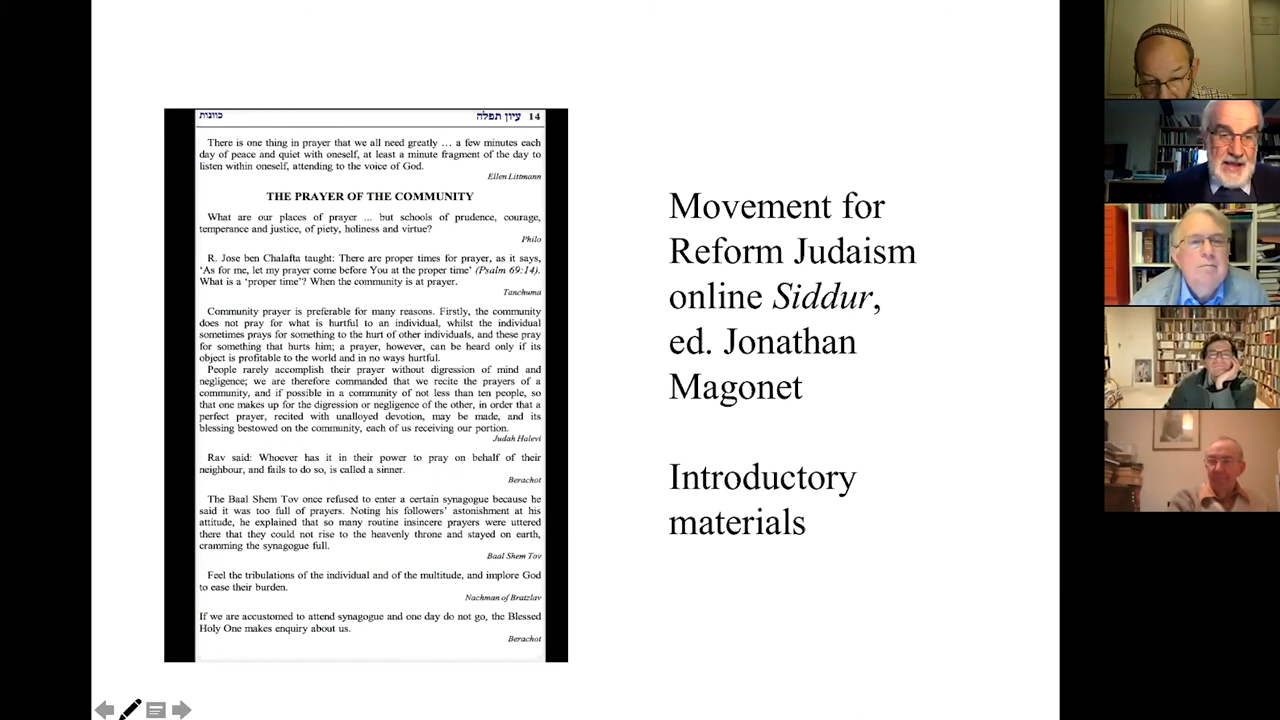 כוונות
עיון תפלה 14
There is one thing in prayer that we all need greatly ... a few minutes each
day of peace and quiet with oneself, at least a minute fragment of the day to
listen within oneself, attending to the voice of God.
Ellen Littmann
THE PRAYER OF THE COMMUNITY
What are our places of prayer ... but schools of prudence, courage,
temperance and justice, of piety, holiness and virtue?
Philo
R. Jose ben Chalafta taught: There are proper times for prayer, as it says,
‘As for me, let my prayer come before You at the proper time’ (Psalm 69:14).
What is a ‘proper time’? When the community is at prayer.
Tanchuma
Community prayer is preferable for many reasons. Firstly, the community
does not pray for what is hurtful to an individual, whilst the individual
sometimes prays for something to the hurt of other individuals, and these pray
for something that hurts him; a prayer, however, can be heard only if its
object is profitable to the world and in no ways hurtful.
People rarely accomplish their prayer without digression of mind and
negligence; we are therefore commanded that we recite the prayers of a
community, and if possible in a community of not less than ten people, so
that one makes up for the digression or negligence of the other, in order that a
perfect prayer, recited with unalloyed devotion, may be made, and its
blessing bestowed on the community, each of us receiving our portion.
Judah Halevi
Rav said: Whoever has it in their power to pray on behalf of their
neighbour, and fails to do so, is called a sinner.
Berachot
The Baal Shem Tov once refused to enter a certain synagogue because he
said it was too full of prayers. Noting his followers’ astonishment at his
attitude, he explained that so many routine insincere prayers were uttered
there that they could not rise to the heavenly throne and stayed on earth,
cramming the synagogue full.
Baal Shem Tov
Feel the tribulations of the individual and of the multitude, and implore God
to ease their burden.
Nachman of Bratzlav
If we are accustomed to attend synagogue and one day do not go, the Blessed
Holy One makes enquiry about us.
Berachot
Movement for
Reform Judaism
online Siddur,
ed. Jonathan
Magonet
Introductory
materials